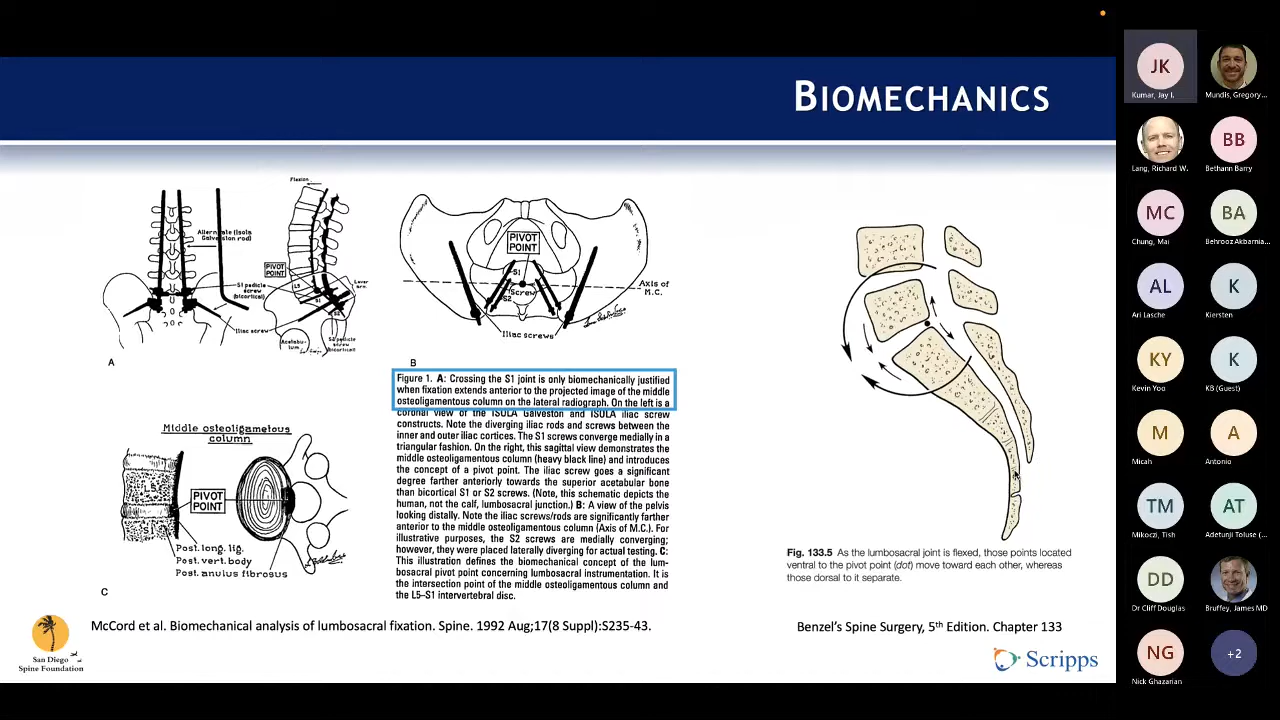 BIOMECHANICS
Flexion
Alternate (Isola
Galveston rod)
PIVOT
POINT
L5
S1
S1 pedicle
screw
(bicortical)
Lever
arm
Iliac screw
Acetabu-
lum
S2 pedicle
screw
(bicortical)
A
PIVOT
POINT
S1
Screw
S2
Axis of
M.C.
Iliac screws
B
Figure 1. A: Crossing the S1 joint is only biomechanically justified
when fixation extends anterior to the projected image of the middle
osteoligamentous column on the lateral radiograph. On the left is a
coronal view of the ISOLA Galveston and ISOLA iliac screw
constructs. Note the diverging iliac rods and screws between the
inner and outer iliac cortices. The S1 screws converge medially in a
triangular fashion. On the right, this sagittal view demonstrates the
middle osteoligamentous column (heavy black line) and introduces
the concept of a pivot point. The iliac screw goes a significant
degree farther anteriorly towards the superior acetabular bone
than bicortical S1 or S2 screws. (Note, this schematic depicts the
human, not the calf, lumbosacral junction.) B: A view of the pelvis
looking distally. Note the iliac screws/rods are significantly farther
anterior to the middle osteoligamentous column (Axis of M.C.). For
illustrative purposes, the S2 screws are medially converging;
however, they were placed laterally diverging for actual testing. C:
This illustration defines the biomechanical concept of the lum-
bosacral pivot point concerning lumbosacral instrumentation. It is
the intersection point of the middle osteoligamentous column and
the L5–S1 intervertebral disc.
Middle osteoligametous
column
PIVOT
POINT
Post. long. lig.
Post. vert. body
Post. anulus fibrosus
C
Fig. 133.5 As the lumbosacral joint is flexed, those points located
ventral to the pivot point (dot) move toward each other, whereas
those dorsal to it separate.
McCord et al. Biomechanical analysis of lumbosacral fixation. Spine. 1992 Aug;17(8 Suppl):S235-43.
Benzel's Spine Surgery, 5th Edition. Chapter 133
San Diego
Spine Foundation
Scripps
JK
Kumar, Jay I.
Mundis, Gregory...
Lang, Richard W.
BB
Bethann Barry
MC
Chung, Mai
BA
Behrooz Akbarnia...
AL
Ari Lasche
K
Kiersten
KY
Kevin Yoo
K
KB (Guest)
M
Micah
A
Antonio
TM
Mikoczi, Tish
AT
Adetunji Toluse (...
DD
Dr Cliff Douglas
Bruffey, James MD
NG
Nick Ghazarian
+2